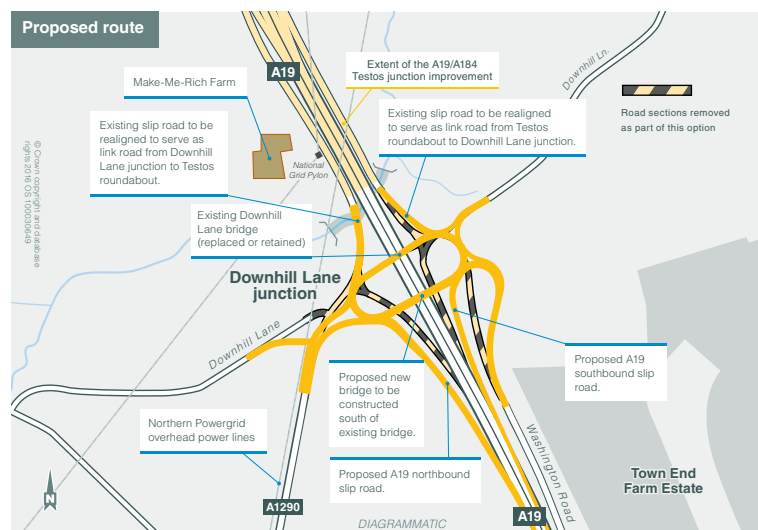 Proposed route
A19
Extent of the A19/A184
Testos junction improvement
Downhill Ln.
Make-Me-Rich Farm
Road sections removed
as part of this option
Existing slip road to be
realigned to serve as
link road from Downhill
Lane junction to Testos
roundabout.
Existing slip road to be realigned
to serve as link road from Testos
roundabout to Downhill Lane junction.
National
Grid Pylon
© Crown copyright and database
rights 2016 OS 100030649
Existing Downhill
Lane bridge
(replaced or retained)
Downhill Lane
junction
Downhill Lane
Proposed A19
southbound slip
road.
Proposed new
bridge to be
constructed
south of
existing bridge.
Northern Powergrid
overhead power lines
Proposed A19 northbound
slip road.
Washington Road
Town End
Farm Estate
N
A1290
A19
DIAGRAMMATIC